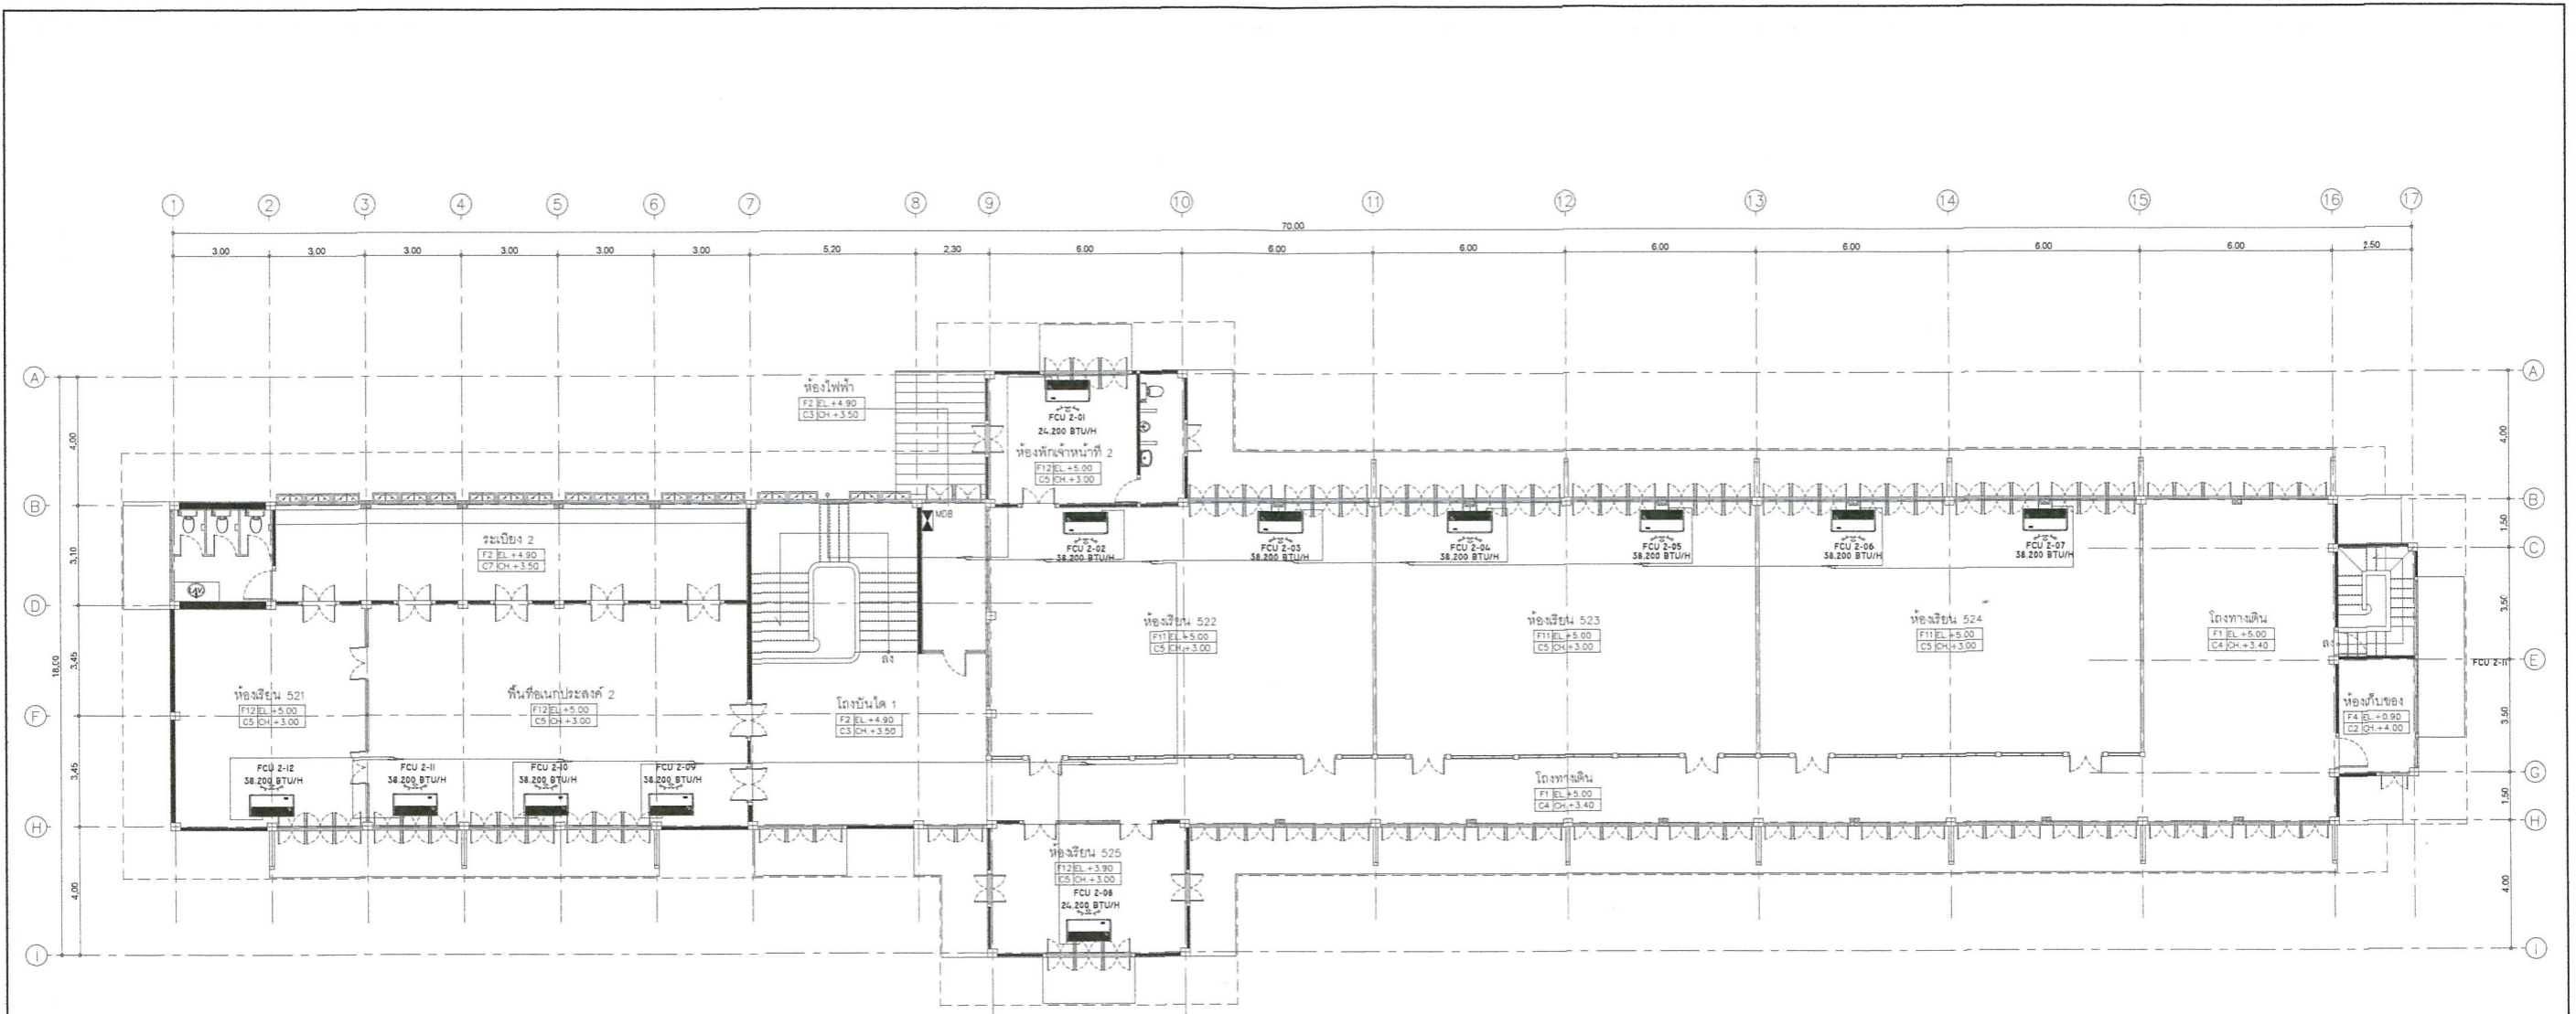 1 2 3 4 5 6 7 8 9 10 11 12 13 14 15 16 17
70.00
3.00 3.00 3.00 3.00 3.00 3.00 5.20 2.30 6.00 6.00 6.00 6.00 6.00 6.00 6.00 2.50
A
A
ห้องไฟฟ้า
F2 EL.+4.90
C3 CH.+3.50
FCU 2-01
24.200 BTU/H
ห้องพักเจ้าหน้าที่ 2
F12 EL.+5.00
C5 CH.+3.00
4.00
4.00
B
B
MDB
ระเบียง 2
F2 EL.+4.90
C7 CH.+3.50
FCU 2-02
38.200 BTU/H
FCU 2-03
38.200 BTU/H
FCU 2-04
38.200 BTU/H
FCU 2-05
38.200 BTU/H
FCU 2-06
38.200 BTU/H
FCU 2-07
38.200 BTU/H
3.10
1.50
C
LAV.
D
3.50
ห้องเรียน 522
F11 EL.+5.00
C5 CH.+3.00
ห้องเรียน 523
F11 EL.+5.00
C5 CH.+3.00
ห้องเรียน 524
F11 EL.+5.00
C5 CH.+3.00
โถงทางเดิน
F1 EL.+5.00
C4 CH.+3.40
ลง
ลง
E
FCU 2-11
18.00
3.45
ห้องเรียน 521
F12 EL.+5.00
C5 CH.+3.00
พื้นที่อเนกประสงค์ 2
F12 EL.+5.00
C5 CH.+3.00
โถงบันได 1
F2 EL.+4.90
C3 CH.+3.50
ห้องเก็บของ
F4 EL.+0.90
C2 CH.+4.00
F
3.50
3.45
FCU 2-12
38.200 BTU/H
FCU 2-11
38.200 BTU/H
FCU 2-10
38.200 BTU/H
FCU 2-09
38.200 BTU/H
โถงทางเดิน
F1 EL.+5.00
C4 CH.+3.40
G
1.50
H
H
ห้องเรียน 525
F12 EL.+3.90
C5 CH.+3.00
FCU 2-08
24.200 BTU/H
4.00
4.00
I
I